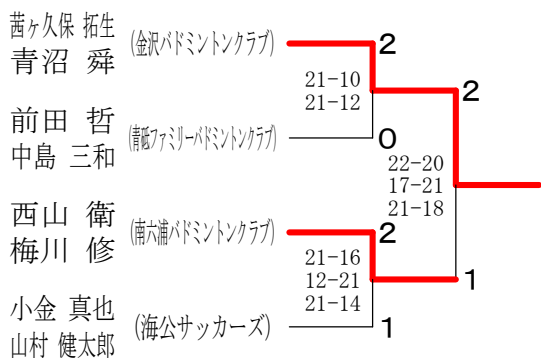 茜ヶ久保 拓生
青沼 舜
(金沢バドミントンクラブ)
2
21-10
21-12
2
前田 哲
中島 三和
(青砥ファミリーバドミントンクラブ)
0
22-20
17-21
21-18
西山 衛
梅川 修
(南六浦バドミントンクラブ)
2
21-16
12-21
21-14
1
小金 真也
山村 健太郎
(海公サッカーズ)
1